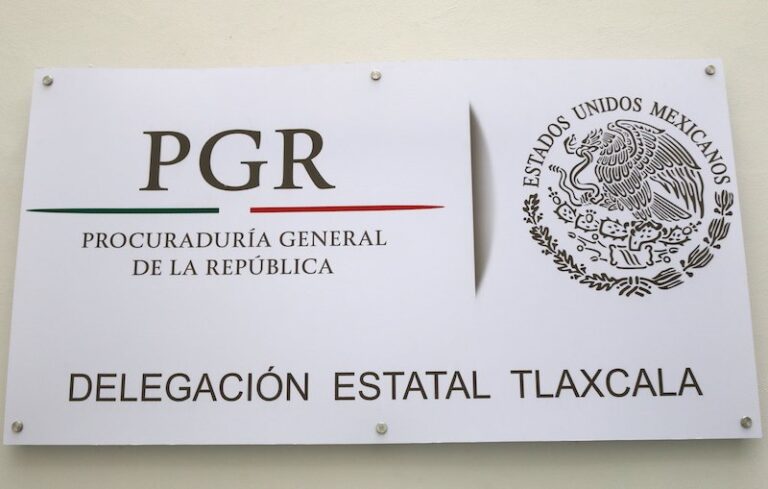 PGR
PROCURADURÍA GENERAL
DE LA REPÚBLICA
ESTADOS UNIDOS MEXICANOS
DELEGACIÓN ESTATAL TLAXCALA